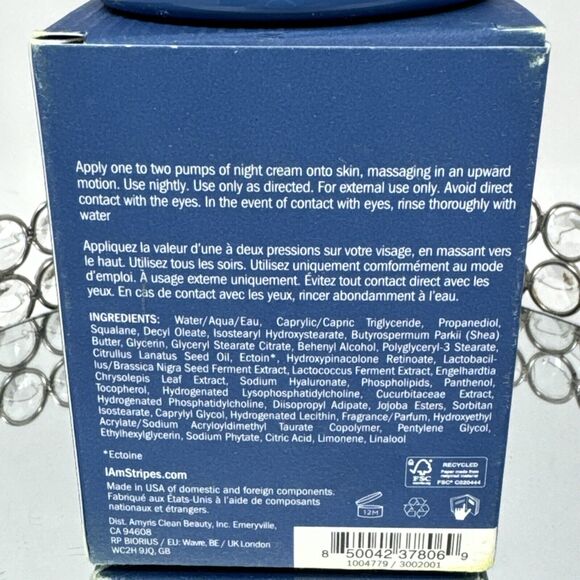 Apply one to two pumps of night cream onto skin, massaging in an upward
motion. Use nightly. Use only as directed. For external use only. Avoid direct
contact with the eyes. In the event of contact with eyes, rinse thoroughly with
water
Appliquez la valeur d'une à deux pressions sur votre visage, en massant vers
le haut. Utilisez tous les soirs. Utilisez uniquement conformément au mode
d'emploi. À usage externe uniquement. Évitez tout contact direct avec les
yeux. En cas de contact avec les yeux, rincer abondamment à l'eau.
INGREDIENTS: Water/Aqua/Eau, Caprylic/Capric Triglyceride, Propanediol,
Squalane, Decyl Oleate, Isostearyl Hydroxystearate, Butyrospermum Parkii (Shea)
Butter, Glycerin, Glyceryl Stearate Citrate, Behenyl Alcohol, Polyglyceryl-3 Stearate,
Citrullus Lanatus Seed Oil, Ectoin*, Hydroxypinacolone Retinoate, Lactobacil-
lus/Brassica Nigra Seed Ferment Extract, Lactococcus Ferment Extract, Engelhardtia
Chrysolepis Leaf Extract, Sodium Hyaluronate, Phospholipids, Panthenol,
Tocopherol, Hydrogenated Lysophosphatidylcholine, Cucurbitaceae Extract,
Hydrogenated Phosphatidylcholine, Diisopropyl Adipate, Jojoba Esters, Sorbitan
Isostearate, Caprylyl Glycol, Hydrogenated Lecithin, Fragrance/Parfum, Hydroxyethyl
Acrylate/Sodium Acryloyldimethyl Taurate Copolymer, Pentylene Glycol,
Ethylhexylglycerin, Sodium Phytate, Citric Acid, Limonene, Linalool
*Ectoine
IAmStripes.com
Made in USA of domestic and foreign components.
Fabriqué aux États-Unis à l'aide de composants
nationaux et étrangers.
Dist. Amyris Clean Beauty, Inc. Emeryville,
CA 94608
RP BIORIUS / EU: Wavre, BE / UK London
WC2H 9JQ, GB
FSC
RECYCLED
Paper made from
recycled material
FSC® C020444
12M
8 50042 37806 9
1004779 / 3002001